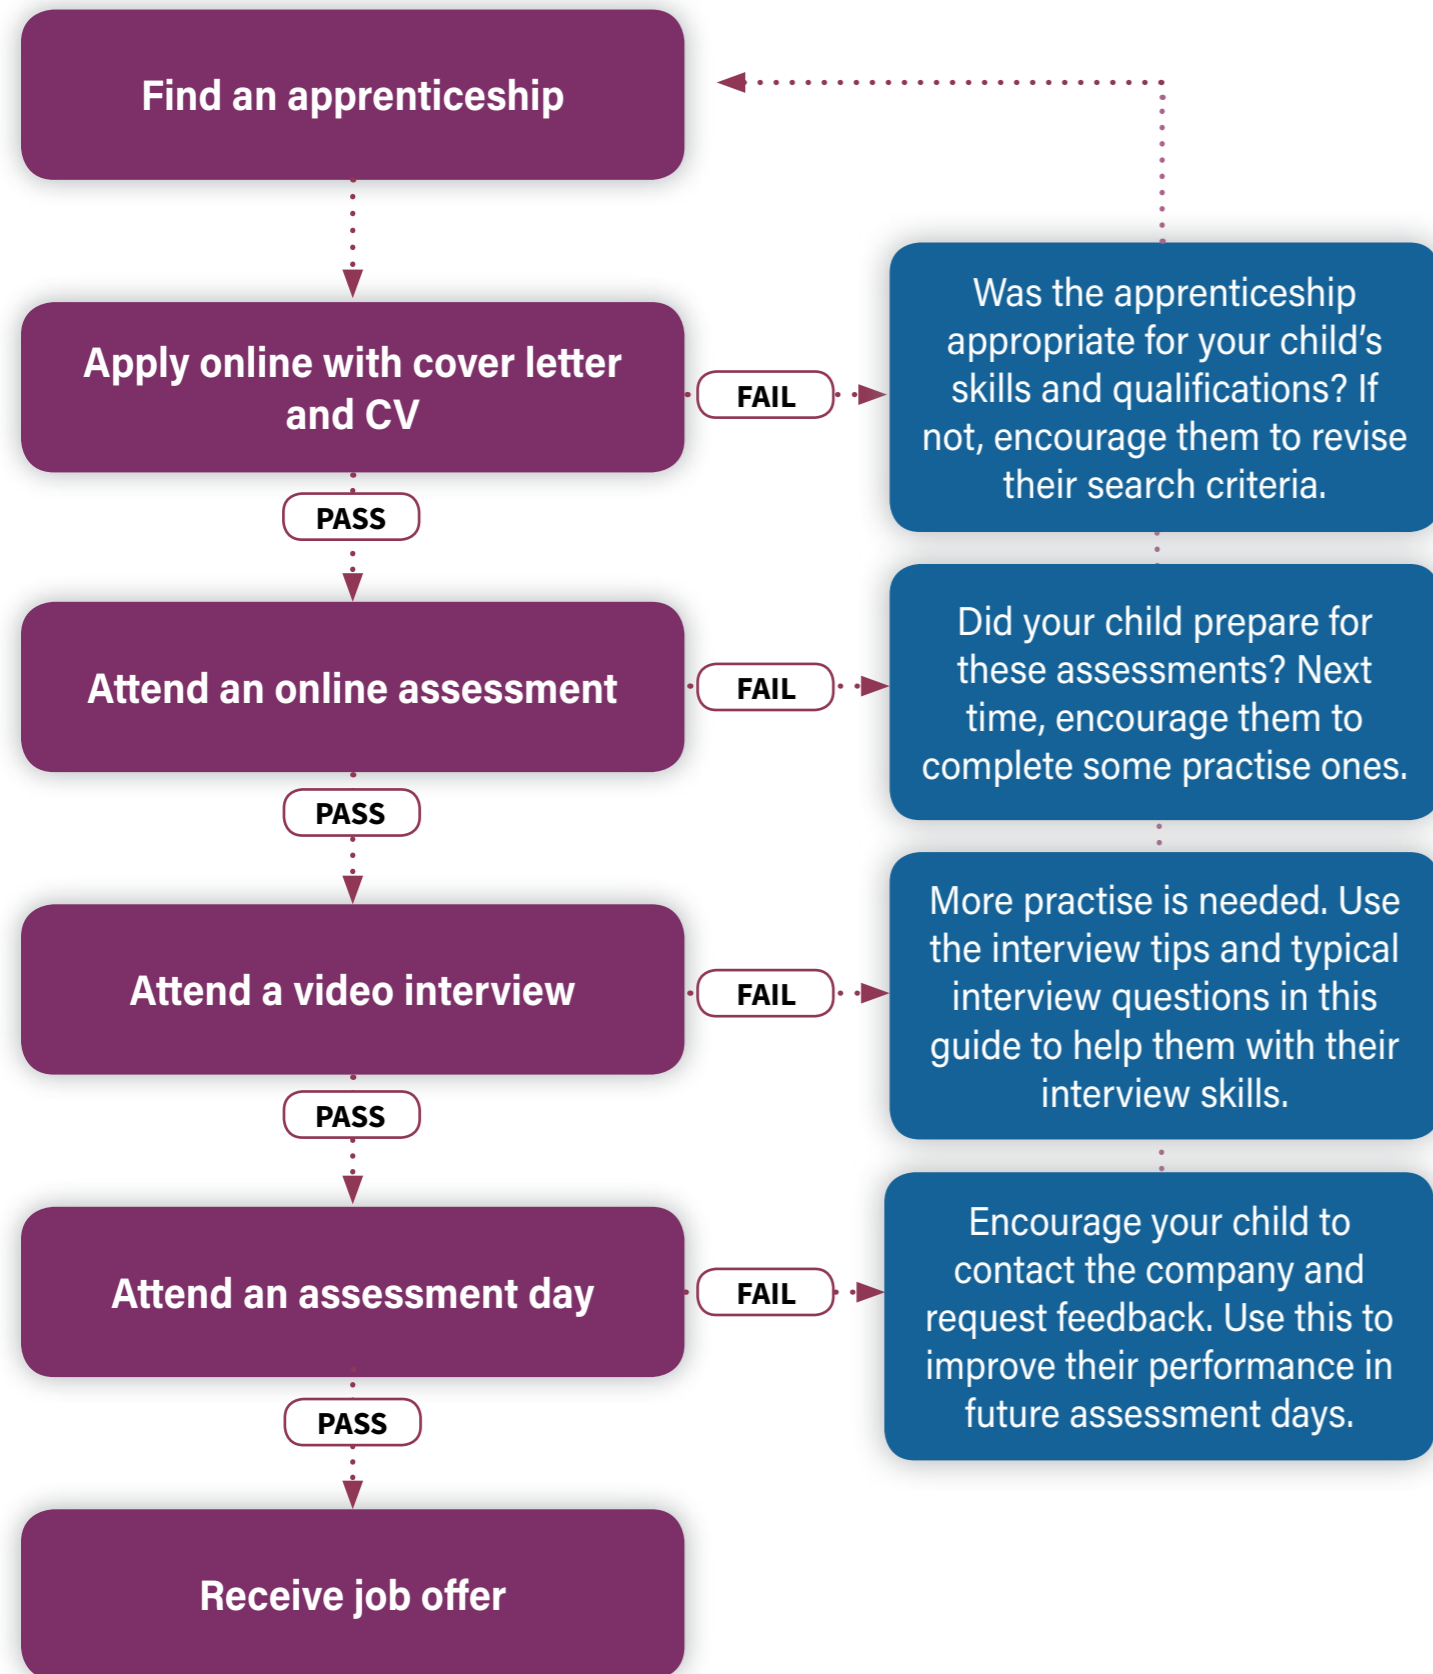 Find an apprenticeship
Apply online with cover letter
and CV
FAIL
Was the apprenticeship
appropriate for your child's
skills and qualifications? If
not, encourage them to revise
their search criteria.
PASS
Attend an online assessment
FAIL
Did your child prepare for
these assessments? Next
time, encourage them to
complete some practise ones.
PASS
Attend a video interview
FAIL
More practise is needed. Use
the interview tips and typical
interview questions in this
guide to help them with their
interview skills.
PASS
Attend an assessment day
FAIL
Encourage your child to
contact the company and
request feedback. Use this to
improve their performance in
future assessment days.
PASS
Receive job offer